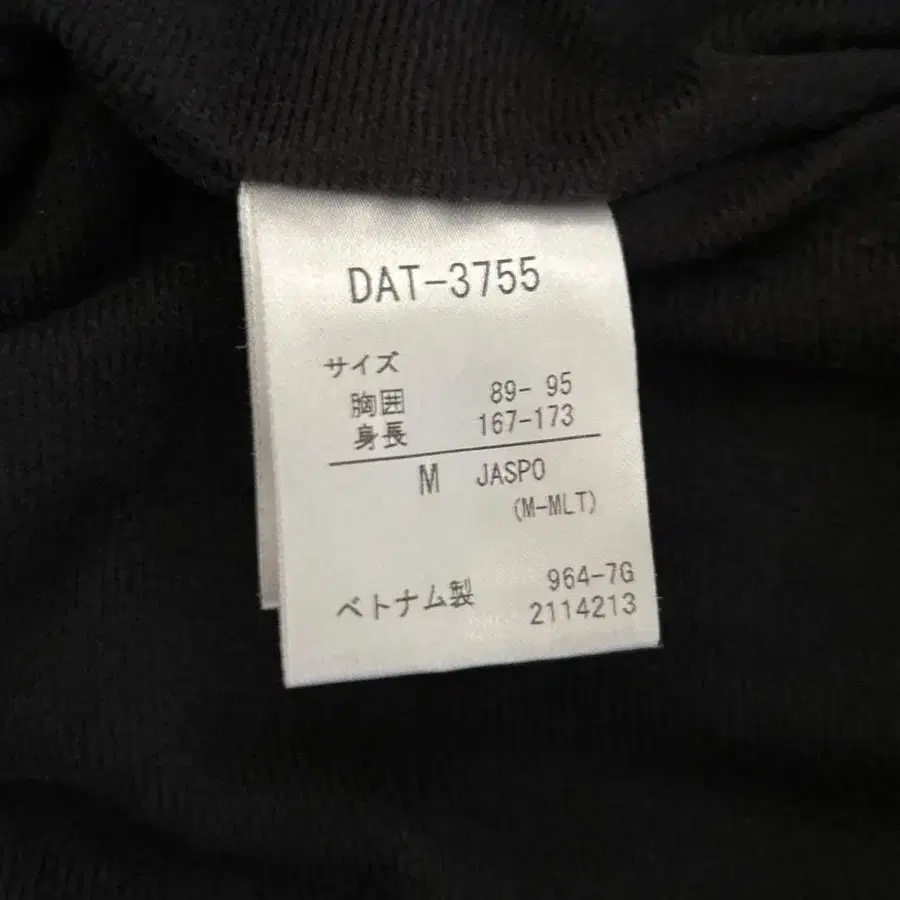 DAT-3755
サイズ
胸囲 89- 95
身長 167-173
M JASPO
(M-MLT)
964-7G
ベトナム製 2114213